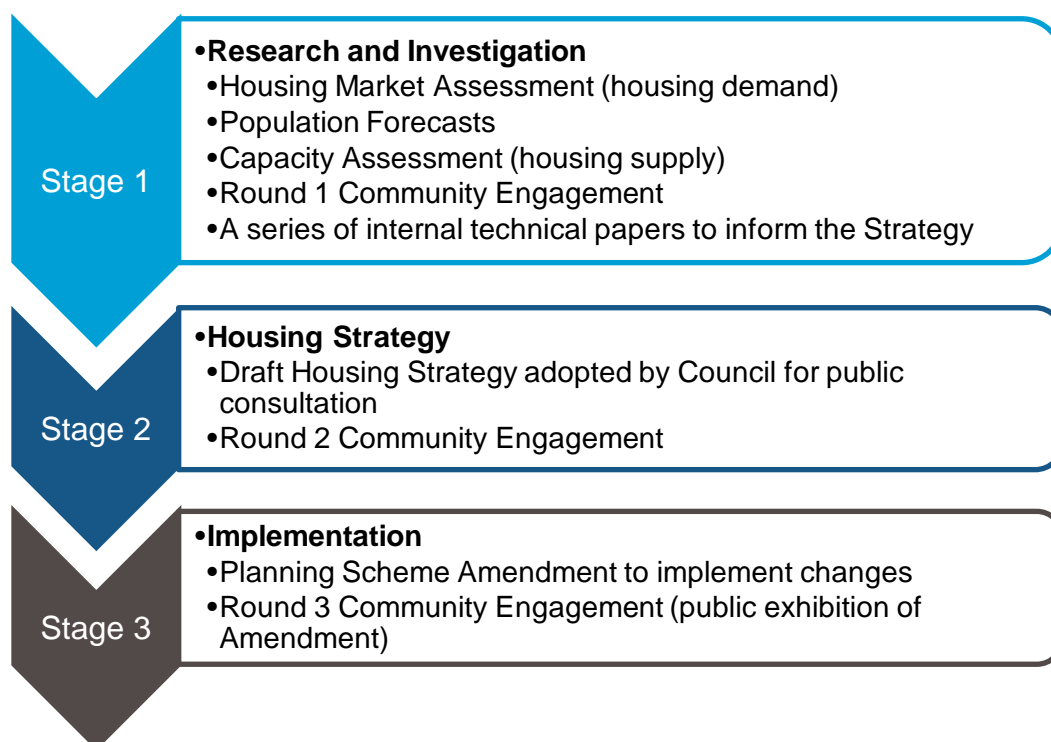 Stage 1
•Research and Investigation
•Housing Market Assessment (housing demand)
•Population Forecasts
•Capacity Assessment (housing supply)
•Round 1 Community Engagement
•A series of internal technical papers to inform the Strategy
Stage 2
•Housing Strategy
•Draft Housing Strategy adopted by Council for public
consultation
•Round 2 Community Engagement
Stage 3
•Implementation
•Planning Scheme Amendment to implement changes
•Round 3 Community Engagement (public exhibition of
Amendment)